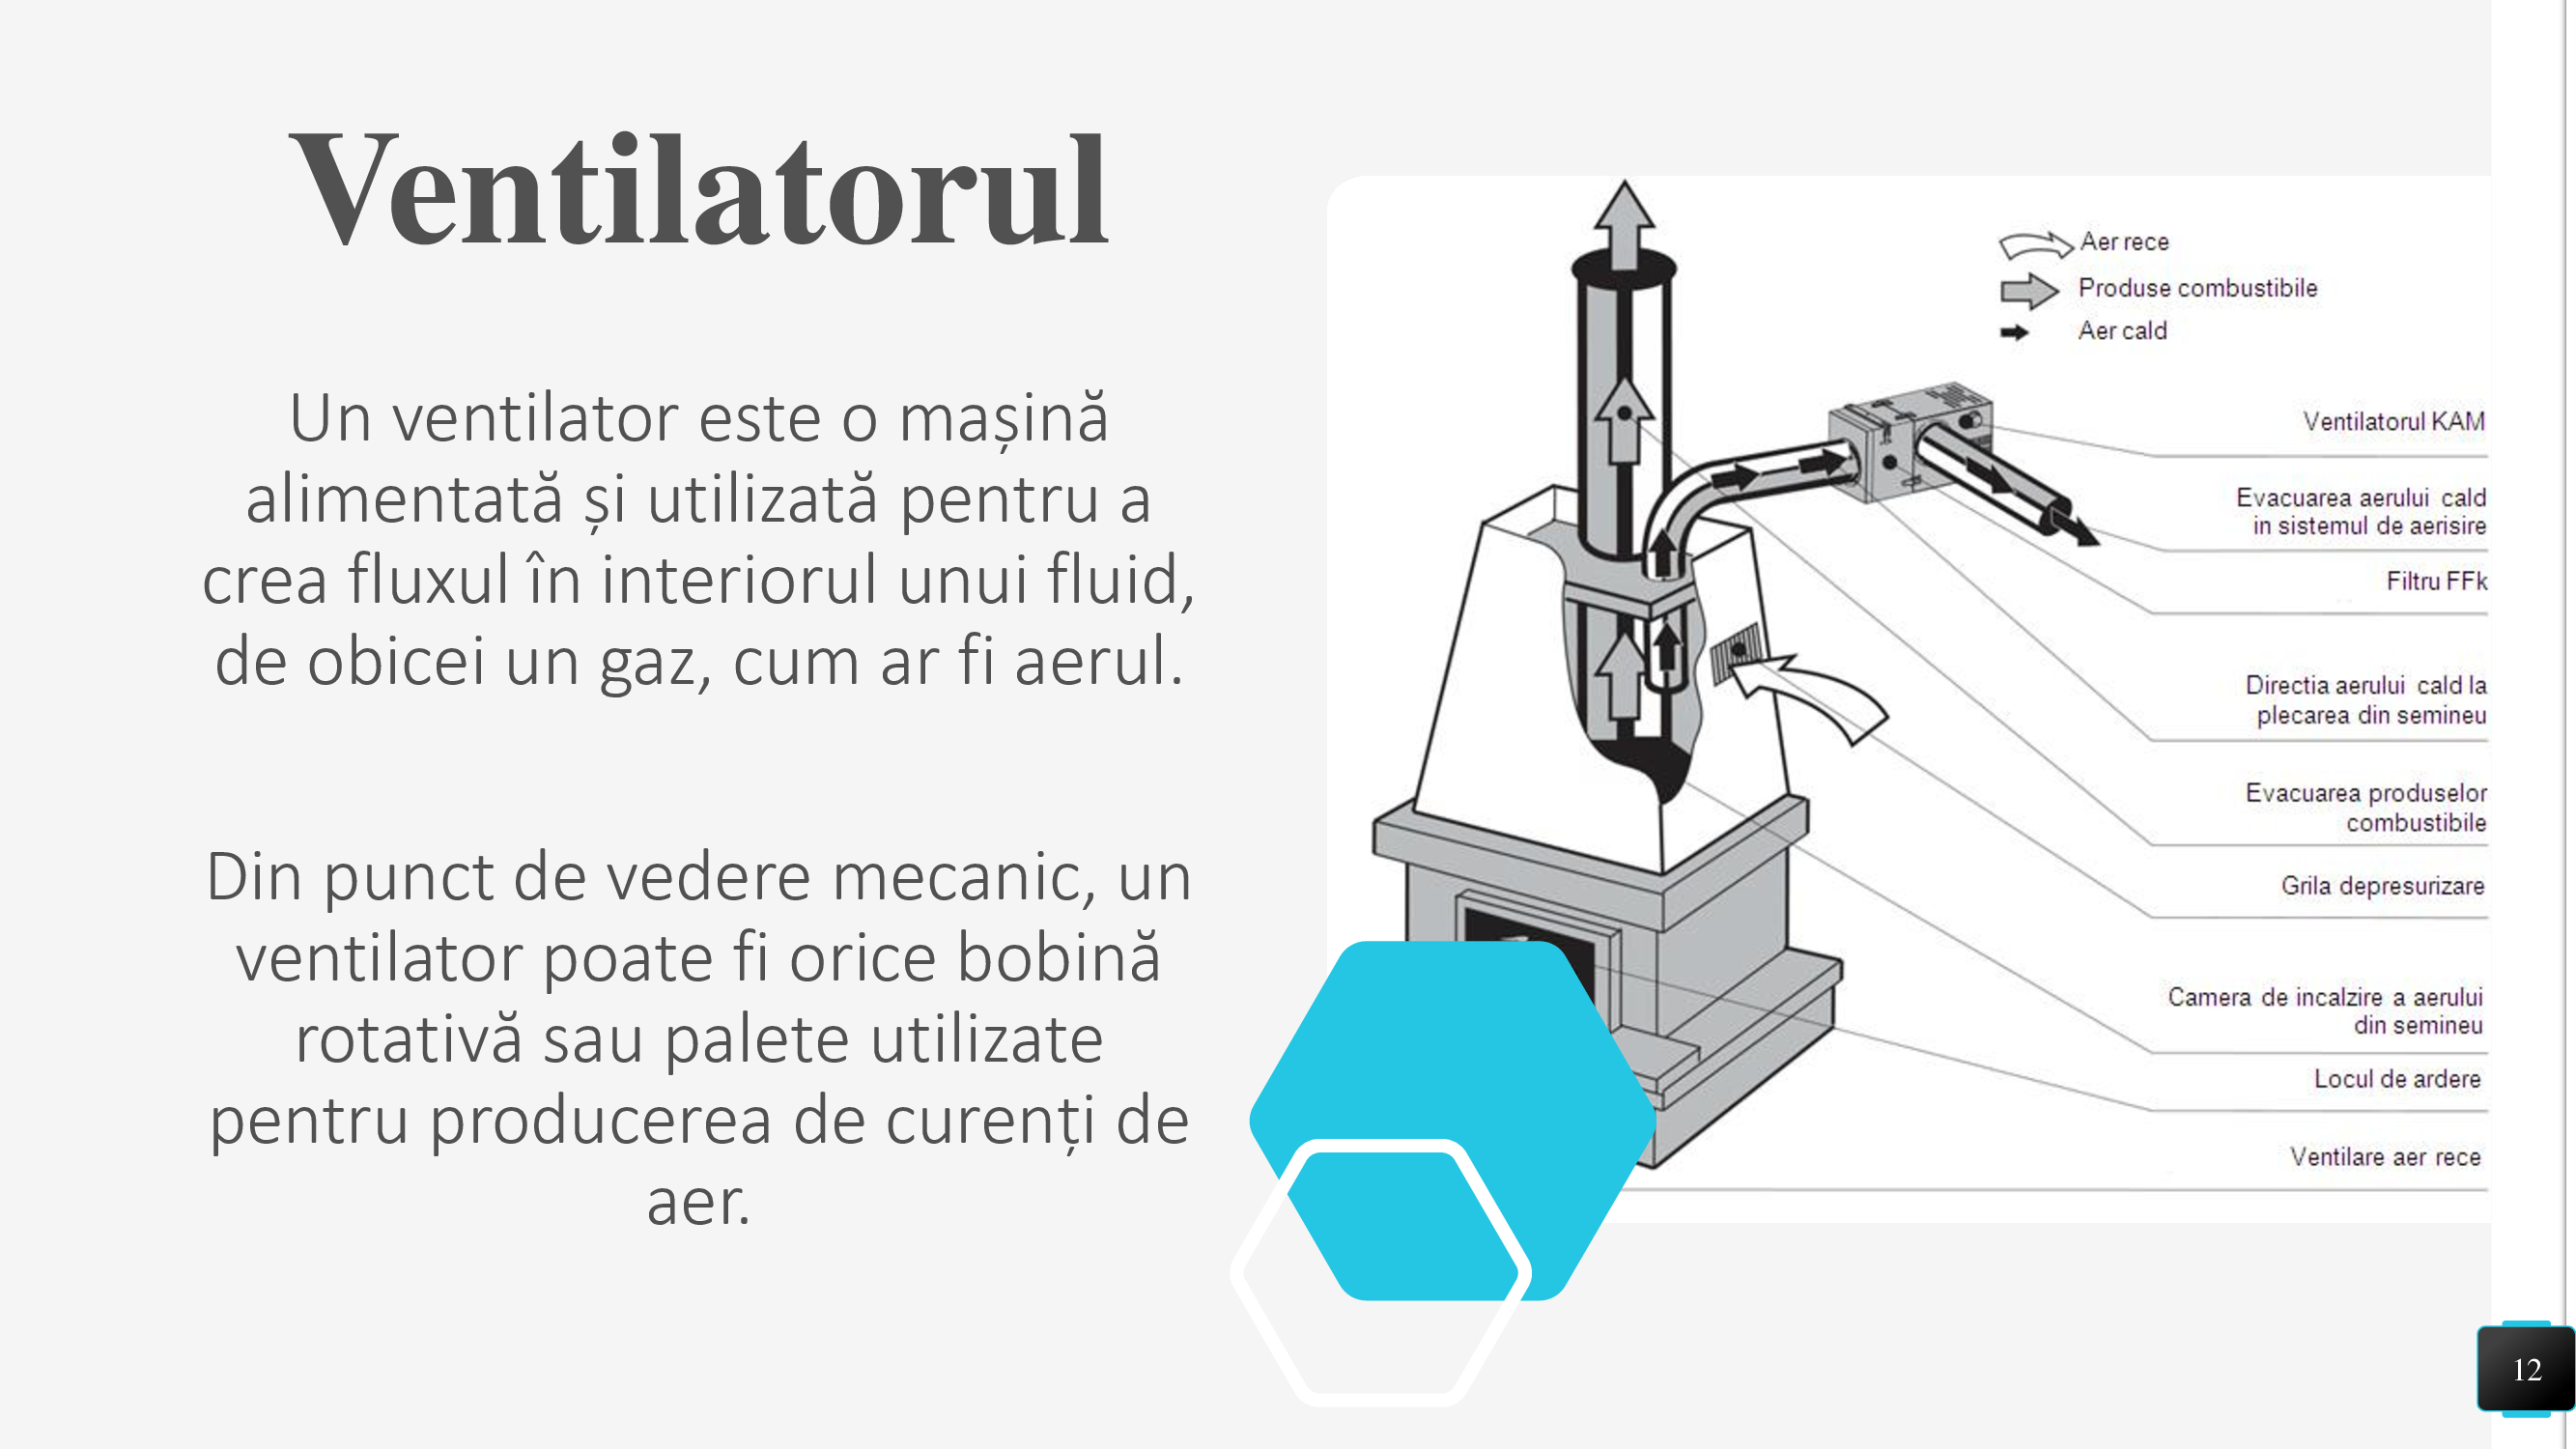 Ventilatorul
Un ventilator este o mașină
alimentată și utilizată pentru a
crea fluxul în interiorul unui fluid,
de obicei un gaz, cum ar fi aerul.
Din punct de vedere mecanic, un
ventilator poate fi orice bobină
rotativă sau palete utilizate
pentru producerea de curenți de
aer.
Aer rece
Produse combustibile
Aer cald
Ventilatorul KAM
Evacuarea aerului cald
in sistemul de aerisire
Filtru FFk
Directia aerului cald la
plecarea din semineu
Evacuarea produselor
combustibile
Grila depresurizare
Camera de incalzire a aerului
din semineu
Locul de ardere
Ventilare aer rece
12